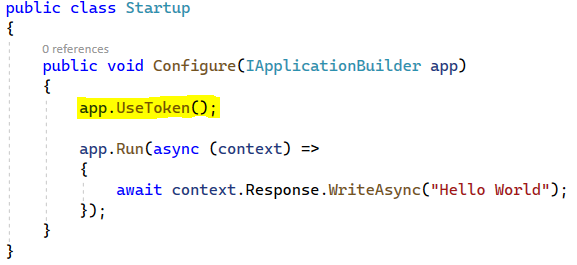 public class Startup
{
0 references
public void Configure(IApplicationBuilder app)
{
app.UseToken();
app.Run(async (context) =>
{
await context.Response.WriteAsync("Hello World");
});
}
}